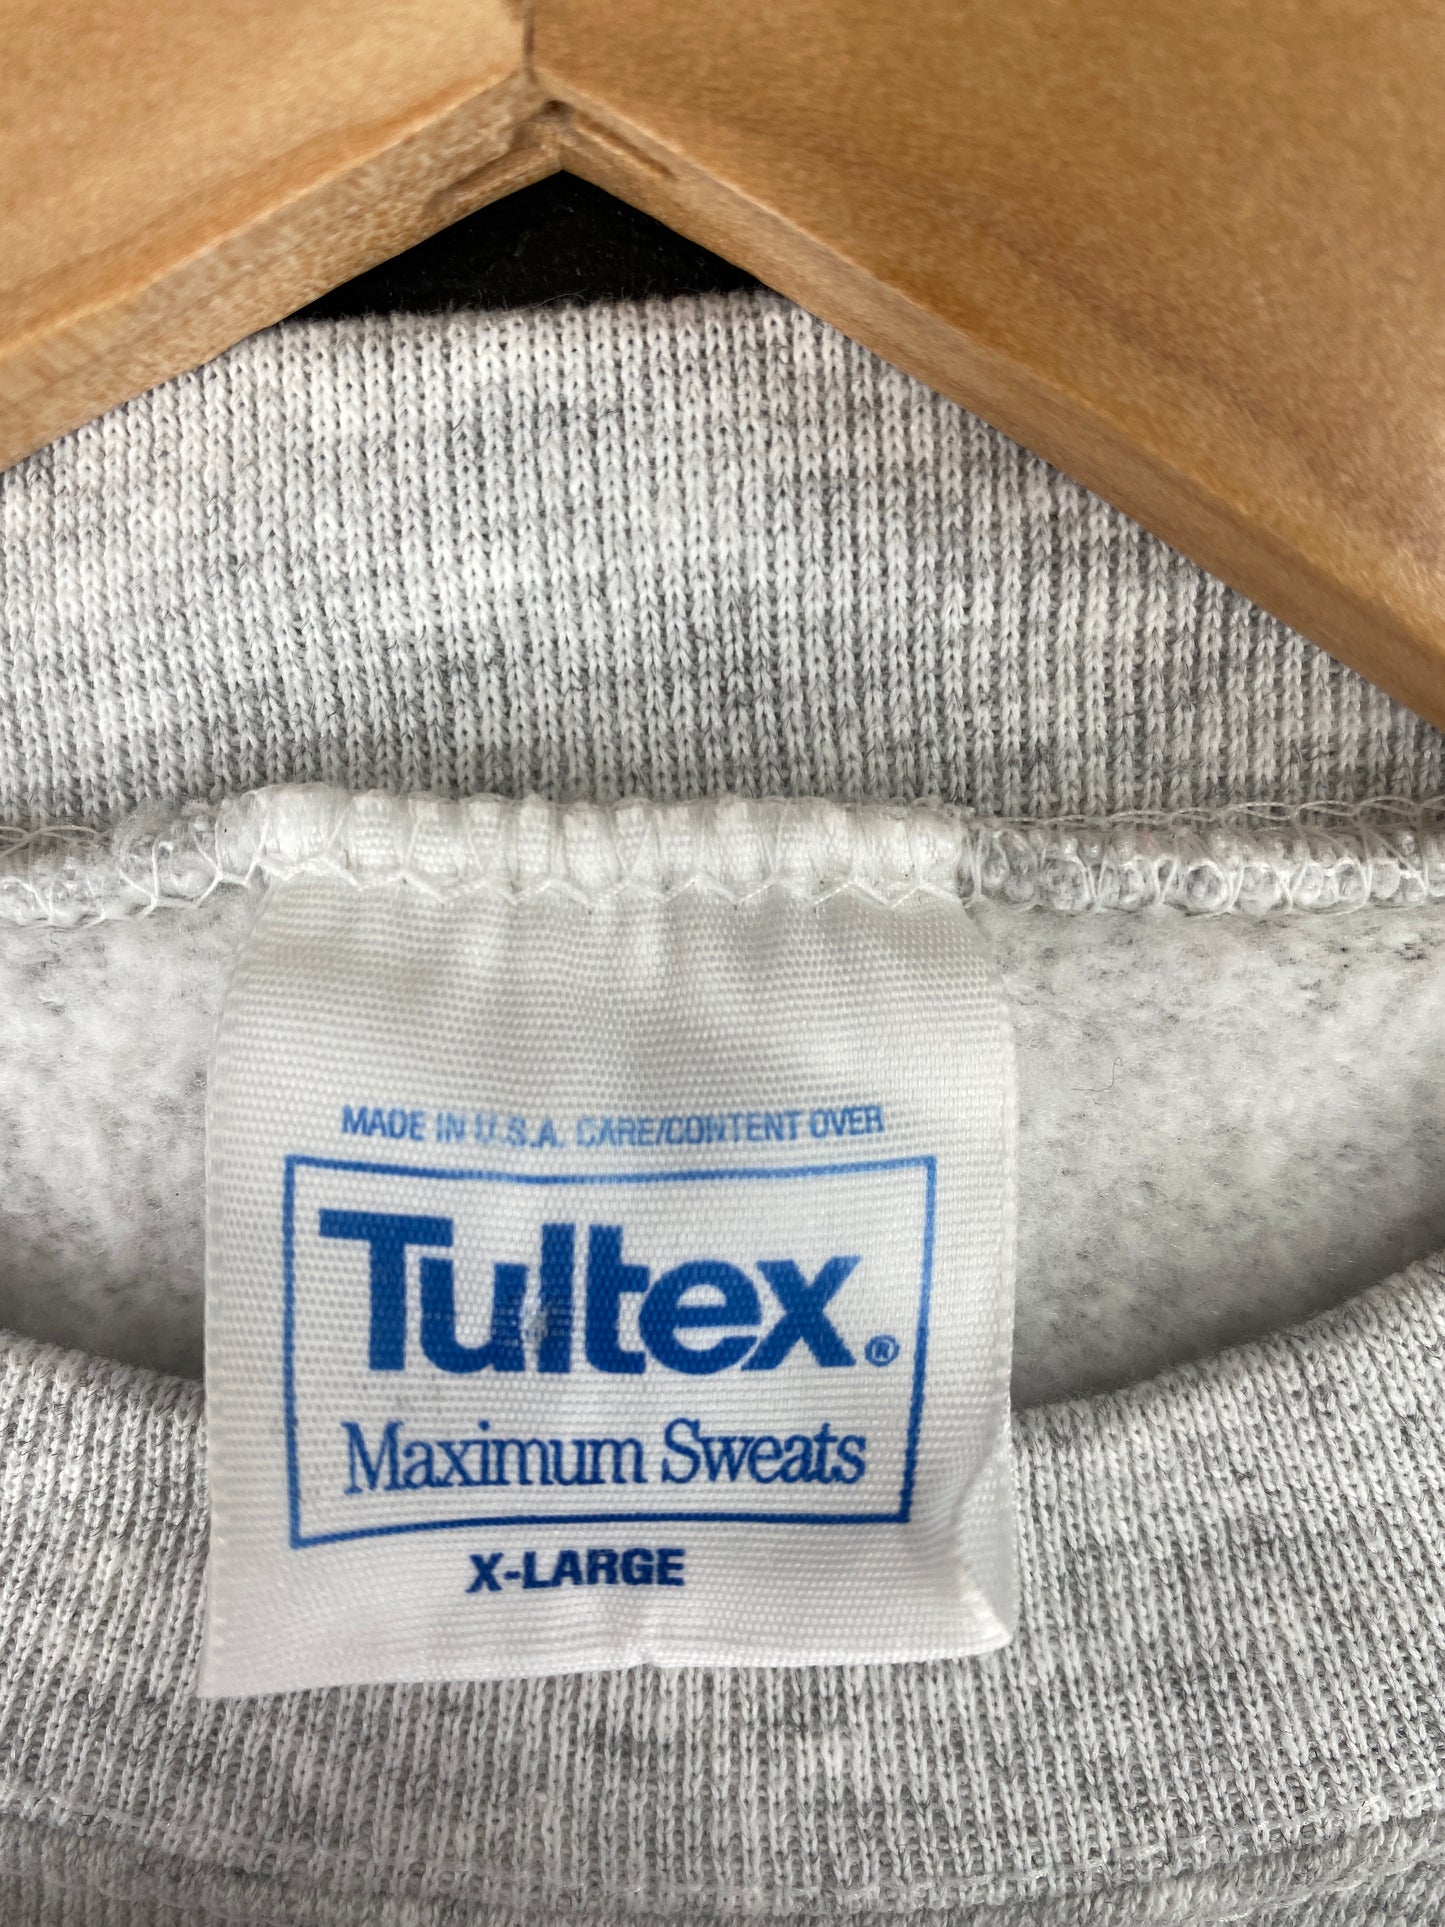 MADE IN U.S.A. CARE/CONTENT OVER
Tultex®
Maximum Sweats
X-LARGE